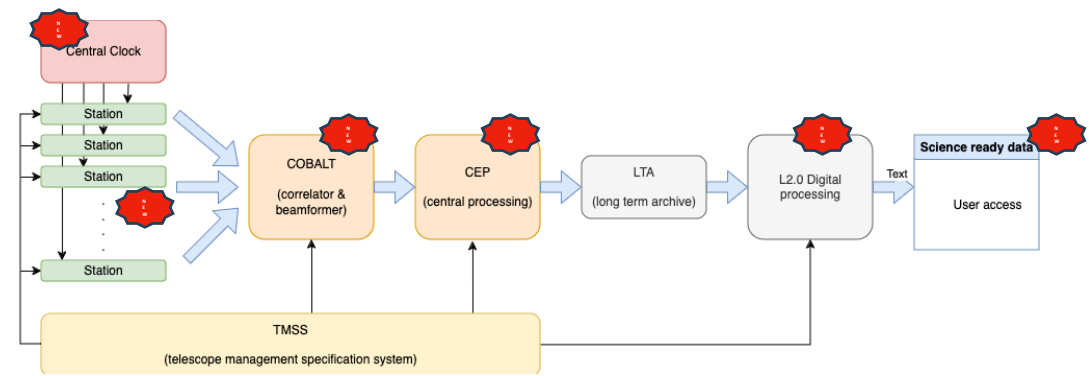 N
E
W
Central Clock
Station
Station
Station
N
E
W
Station
N
E
W
COBALT
(correlator &
beamformer)
N
E
W
CEP
(central processing)
LTA
(long term archive)
N
E
W
L2.0 Digital
processing
Text
N
E
W
Science ready data
User access
TMSS
(telescope management specification system)